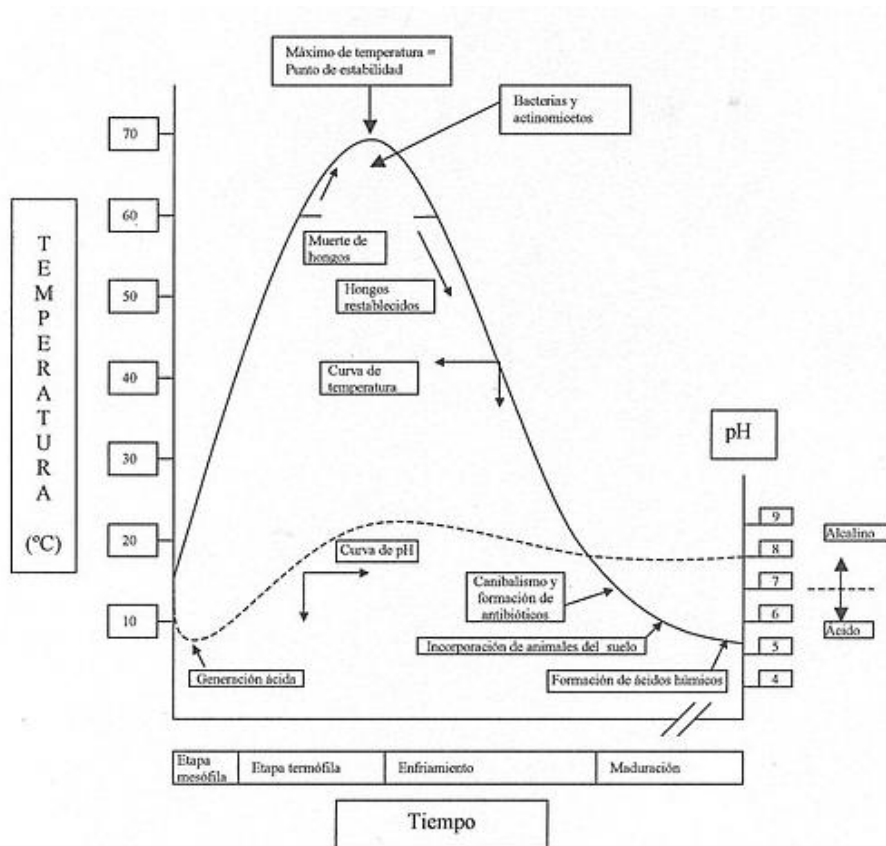 Máximo de temperatura =
Punto de estabilidad
Bacterias y
actinomicetos
70
60
50
40
30
20
10
TEMPERATURA
(ºC)
Muerte de
hongos
Hongos
restablecidos
Curva de
temperatura
pH
9
8
7
6
5
4
Alcalino
Ácido
Curva de pH
Canibalismo y
formación de
antibióticos
Incorporación de animales del suelo
Generación ácida
Formación de ácidos húmicos
Etapa
mesófila
Etapa termófila
Enfriamiento
Maduración
Tiempo